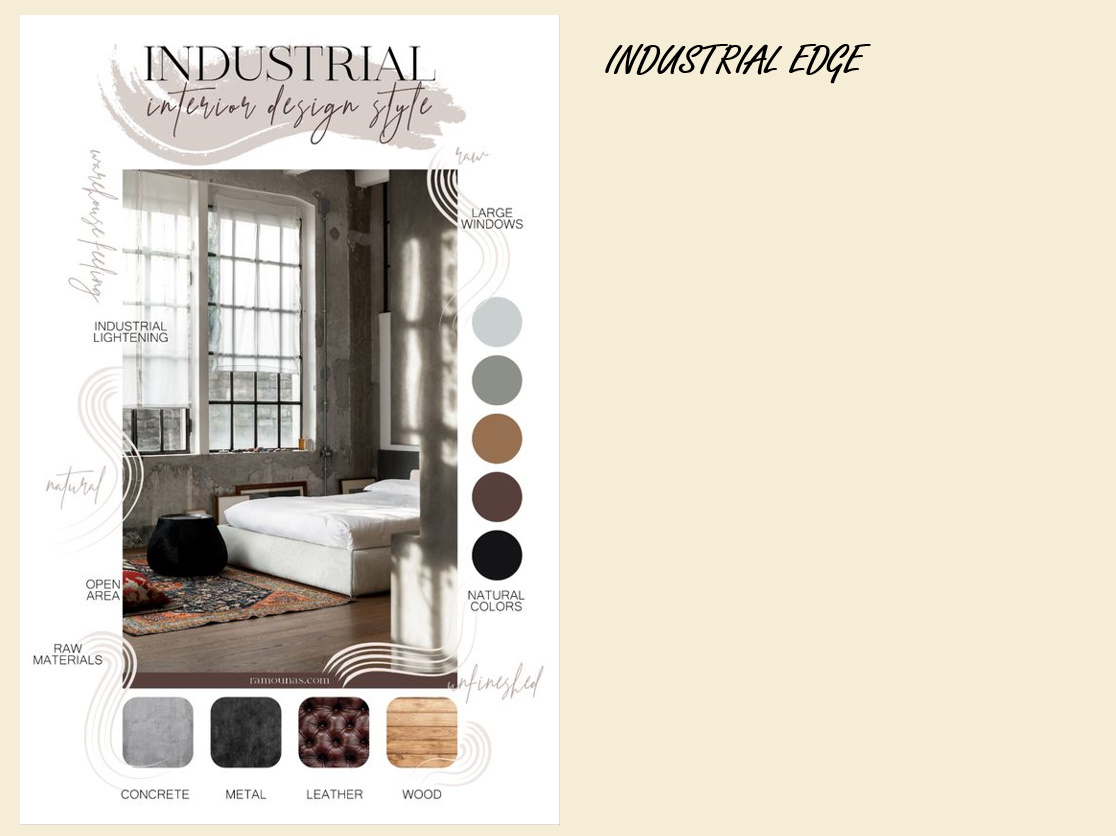 INDUSTRIAL
interior design style
INDUSTRIAL EDGE
raw
warehouse feeling
LARGE
WINDOWS
INDUSTRIAL
LIGHTENING
natural
OPEN
AREA
NATURAL
COLORS
RAW
MATERIALS
ramounas.com
unfineshed
CONCRETE
METAL
LEATHER
WOOD